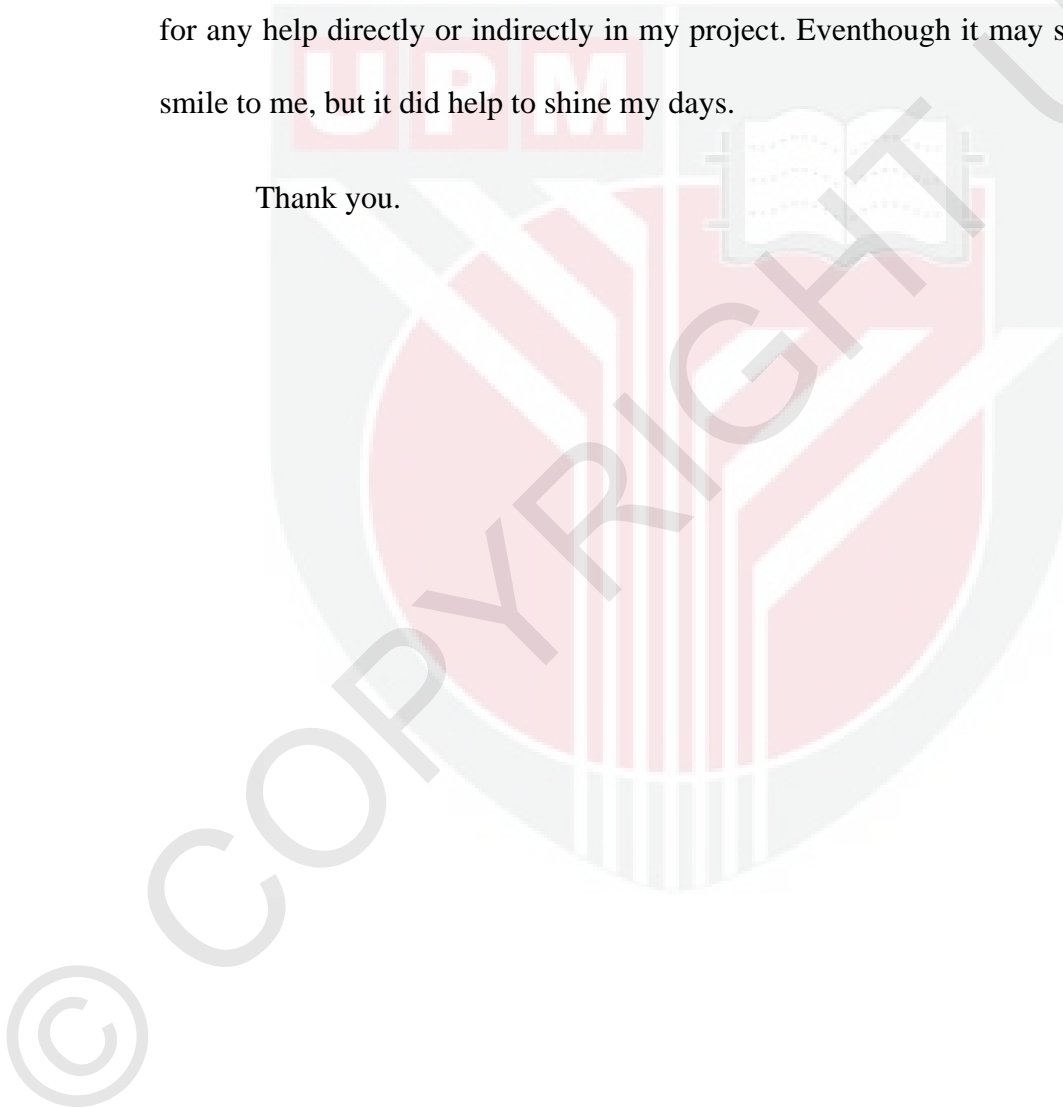 for any help directly or indirectly in my project. Eventhough it may s
smile to me, but it did help to shine my days.
Thank you.
UPM
© COPYRIGHT U